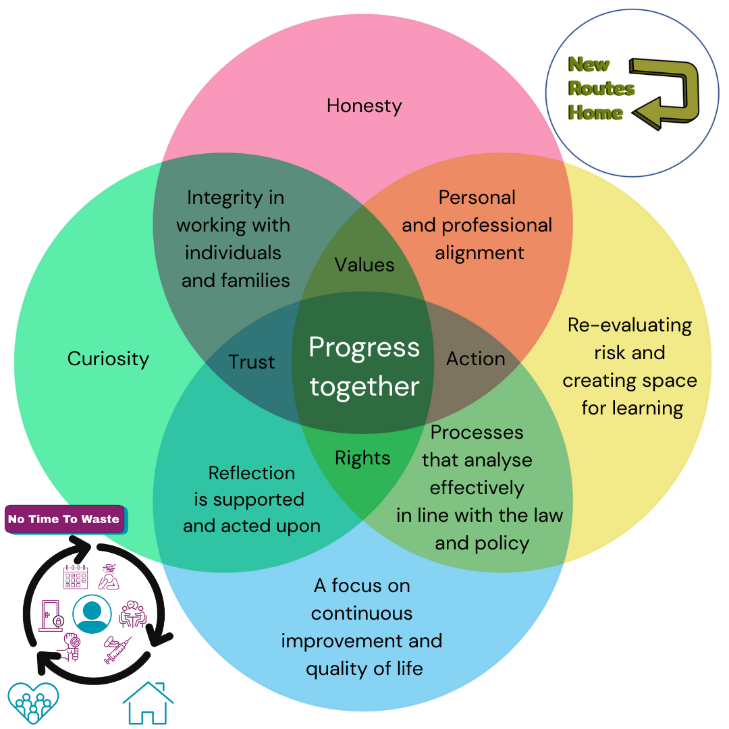 New
Routes
Home
Honesty
Integrity in
working with
individuals
and families
Personal
and professional
alignment
Values
Curiosity
Trust
Progress
together
Action
Re-evaluating
risk and
creating space
for learning
Rights
Reflection
is supported
and acted upon
Processes
that analyse
effectively
in line with the law
and policy
No Time To Waste
A focus on
continuous
improvement and
quality of life